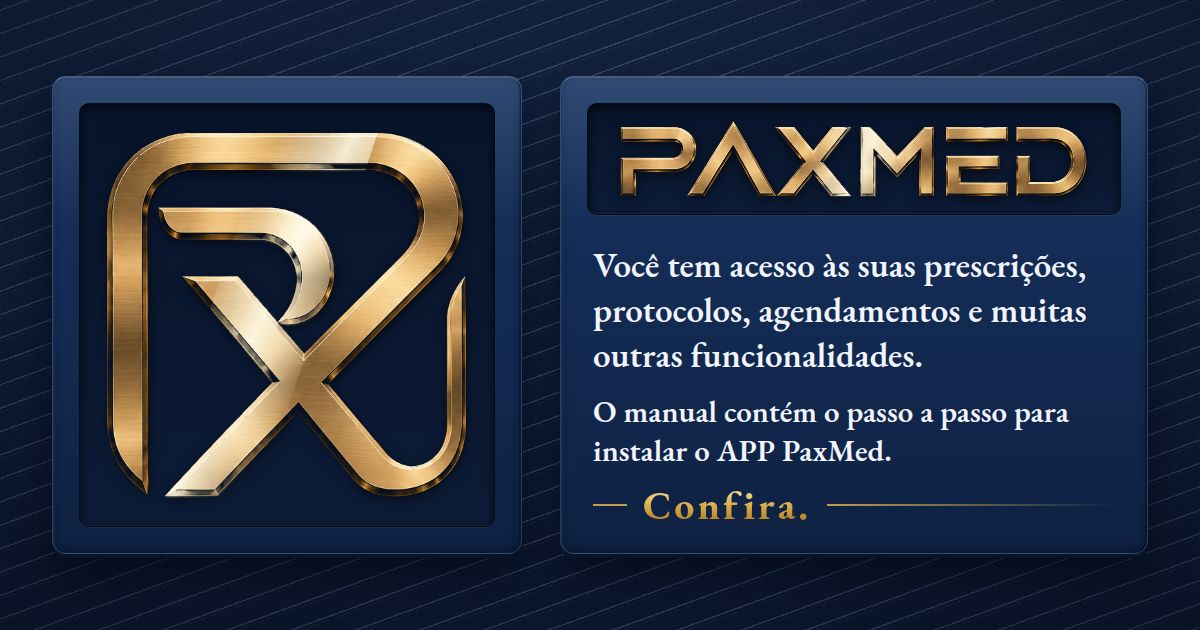 PAXMED
Você tem acesso às suas prescrições,
protocolos, agendamentos e muitas
outras funcionalidades.
O manual contém o passo a passo para
instalar o APP PaxMed.
Confira.